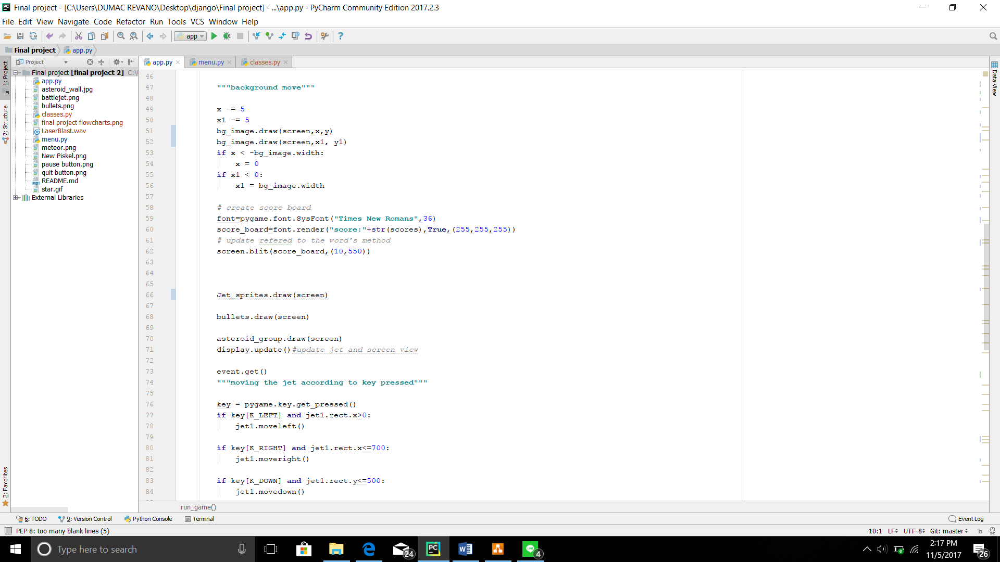 Final project - [C:\Users\DUMAC REVANO\Desktop\django\Final project] - ...\app.py - PyCharm Community Edition 2017.2.3
File Edit View Navigate Code Refactor Run Tools VCS Window Help
app
Final project app.py
1: Project
Z: Structure
2: Favorites
Project
Final project [final project 2] C:\
app.py
asteroid_wall.jpg
battlejet.png
bullets.png
classes.py
final project flowcharts.png
LaserBlast.wav
menu.py
meteor.png
New Piskel.png
pause button.png
quit button.png
README.md
star.gif
External Libraries
app.py menu.py classes.py
46
47 """background move"""
48
49 x -= 5
50 x1 -= 5
51 bg_image.draw(screen,x,y)
52 bg_image.draw(screen,x1, y1)
53 if x < -bg_image.width:
54 x = 0
55 if x1 < 0:
56 x1 = bg_image.width
57
58 # create score board
59 font=pygame.font.SysFont("Times New Romans",36)
60 score_board=font.render("score:"+str(scores),True,(255,255,255))
61 # update refered to the word's method
62 screen.blit(score_board,(10,550))
63
64
65
66 Jet_sprites.draw(screen)
67
68 bullets.draw(screen)
69
70 asteroid_group.draw(screen)
71 display.update()#update jet and screen view
72
73 event.get()
74 """moving the jet according to key pressed"""
75
76 key = pygame.key.get_pressed()
77 if key[K_LEFT] and jet1.rect.x>0:
78 jet1.moveleft()
79
80 if key[K_RIGHT] and jet1.rect.x<=700:
81 jet1.moveright()
82
83 if key[K_DOWN] and jet1.rect.y<=500:
84 jet1.movedown()
run_game()
Data View
6: TODO 9: Version Control Python Console Terminal Event Log
PEP 8: too many blank lines (5) 10:1 LF UTF-8 Git: master
Type here to search
24
4
2:17 PM
11/5/2017
26